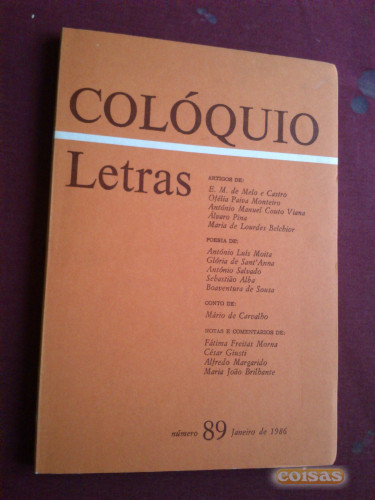 COLÓQUIO
Letras
ARTIGOS DE:
E. M. de Melo e Castro
Ofélia Paiva Monteiro
António Manuel Couto Viana
Álvaro Pina
Maria de Lourdes Belchior
POESIA DE:
António Luís Moita
Glória de Sant'Anna
António Salvado
Sebastião Alba
Boaventura de Sousa
CONTO DE:
Mário de Carvalho
NOTAS E COMENTÁRIOS DE:
Fátima Freitas Morna
César Giusti
Alfredo Margarido
Maria João Brilhante
número 89 Janeiro de 1986
coisas